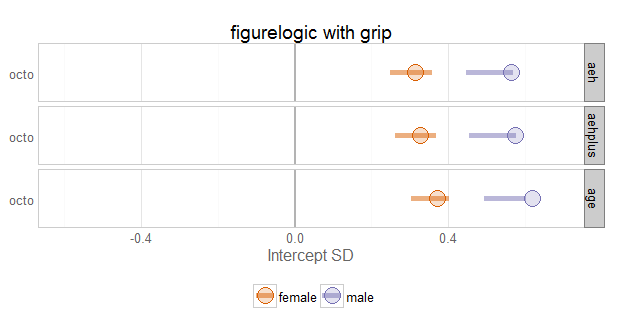 figurelogic with grip
octo
aeh
octo
aehplus
octo
age
-0.4 0.0 0.4
Intercept SD
female male